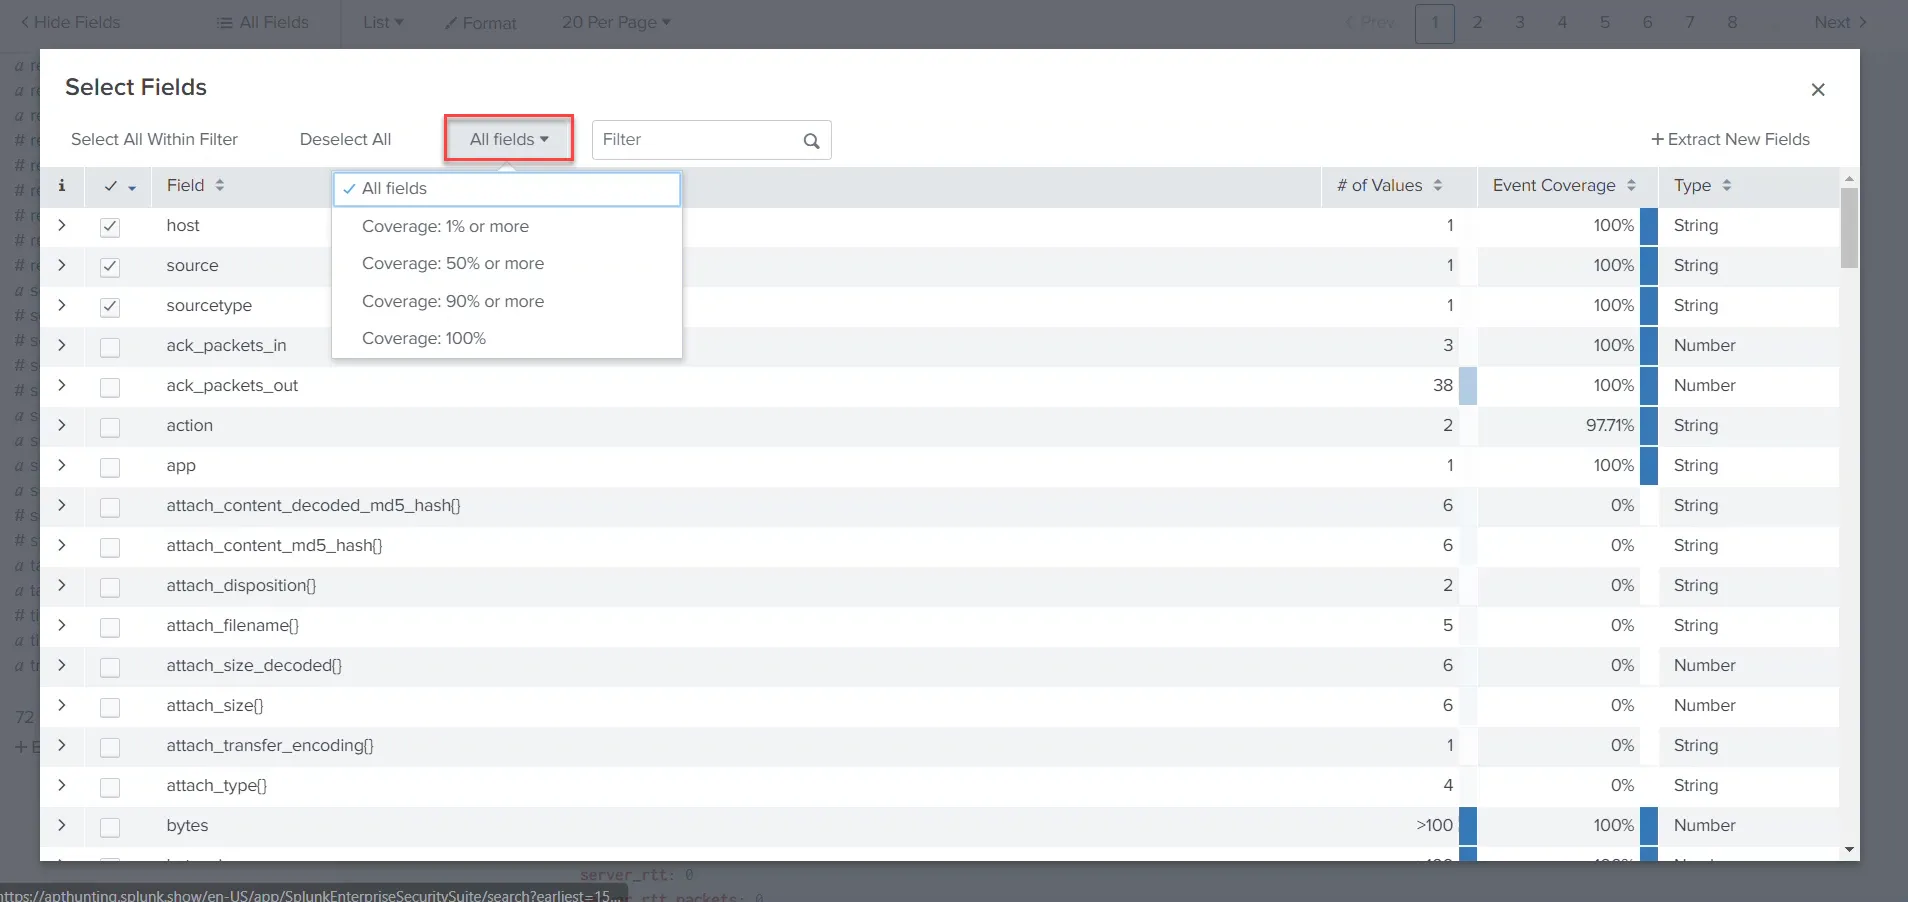 Hide Fields All Fields List Format 20 Per Page Prev 1 2 3 4 5 6 7 8 Next
Select Fields
Select All Within Filter Deselect All All fields Filter + Extract New Fields
i Field # of Values Event Coverage Type
All fields
Coverage: 1% or more
Coverage: 50% or more
Coverage: 90% or more
Coverage: 100%
host 1 100% String
source 1 100% String
sourcetype 1 100% String
ack_packets_in 3 100% Number
ack_packets_out 38 100% Number
action 2 97.71% String
app 1 100% String
attach_content_decoded_md5_hash{} 6 0% String
attach_content_md5_hash{} 6 0% String
attach_disposition{} 2 0% String
attach_filename{} 5 0% String
attach_size_decoded{} 6 0% Number
attach_size{} 6 0% Number
attach_transfer_encoding{} 1 0% String
attach_type{} 4 0% String
bytes >100 100% Number
72
server_rtt: 0
https://apthunting.splunk.show/en-US/app/SplunkEnterpriseSecuritySuite/search?earliest=15...
rtt_packets: 0